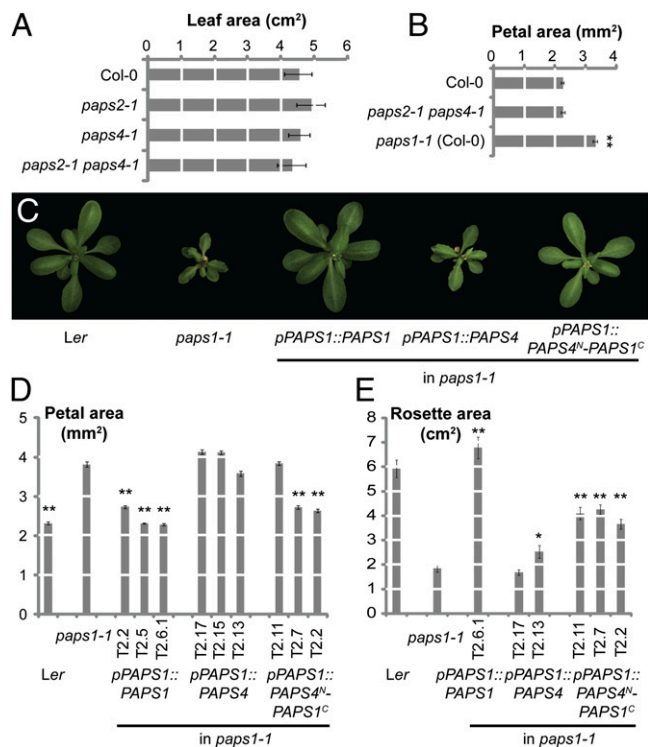 A
Leaf area (cm²)
0 1 2 3 4 5 6
Col-0
paps2-1
paps4-1
paps2-1 paps4-1
B
Petal area (mm²)
0 1 2 3 4
Col-0
paps2-1 paps4-1
paps1-1 (Col-0)
**
C
Ler
paps1-1
pPAPS1::PAPS1
pPAPS1::PAPS4
pPAPS1::
PAPS4ᴺ-PAPS1ᶜ
in paps1-1
D
Petal area
(mm²)
5
4
3
2
1
0
** ** ** ** ** **
paps1-1
T2.2 T2.5 T2.6.1 T2.17 T2.15 T2.13 T2.11 T2.7 T2.2
Ler
pPAPS1::
PAPS1
pPAPS1::
PAPS4
pPAPS1::
PAPS4ᴺ-
PAPS1ᶜ
in paps1-1
E
Rosette area
(cm²)
8
7
6
5
4
3
2
1
0
** * ** ** **
paps1-1
T2.6.1 T2.17 T2.13 T2.11 T2.7 T2.2
Ler
pPAPS1::
PAPS1
pPAPS1::
PAPS4
pPAPS1::
PAPS4ᴺ-
PAPS1ᶜ
in paps1-1